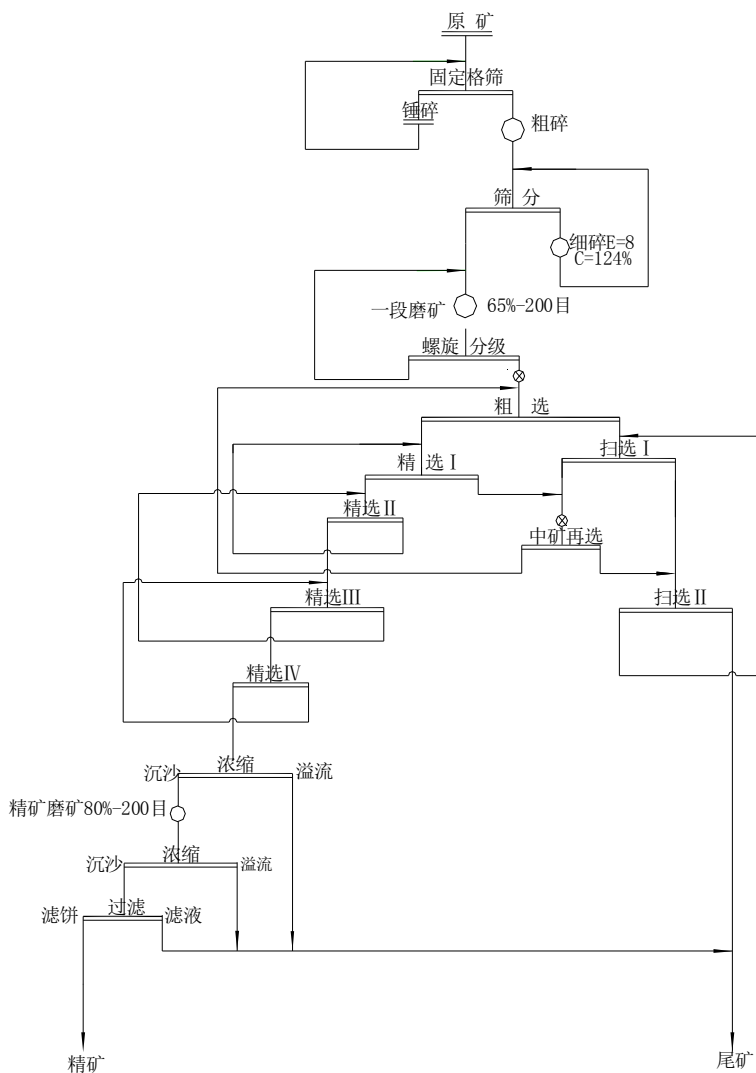 原 矿
固定格筛
锤碎
粗碎
筛 分
细碎E=8
C=124%
一段磨矿
65%-200目
螺旋 分级
粗 选
精 选Ⅰ
扫选Ⅰ
精选Ⅱ
中矿再选
精选Ⅲ
扫选Ⅱ
精选Ⅳ
沉沙
浓缩
溢流
精矿磨矿80%-200目
沉沙
浓缩
溢流
滤饼
过滤
滤液
精矿
尾矿